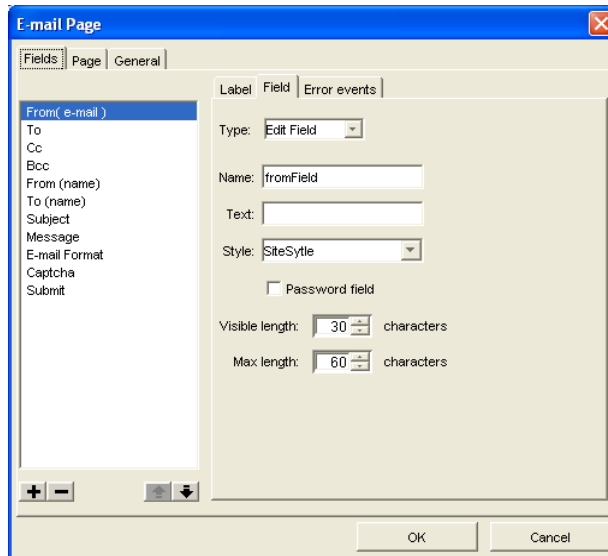 E-mail Page
Fields Page General
From( e-mail )
To
Cc
Bcc
From (name)
To (name)
Subject
Message
E-mail Format
Captcha
Submit
Label Field Error events
Type: Edit Field
Name: fromField
Text:
Style: SiteSytle
Password field
Visible length: 30 characters
Max length: 60 characters
OK Cancel